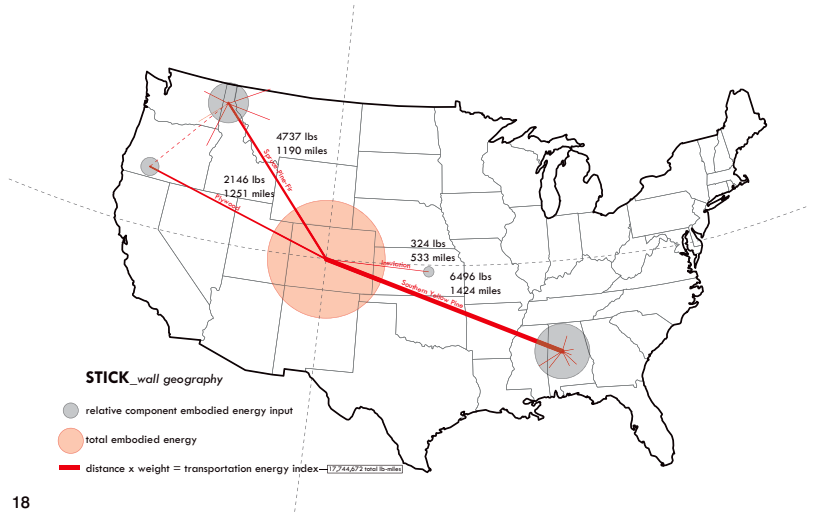 4737 lbs
1190 miles
Spruce-Pine-Fir
2146 lbs
1251 miles
Plywood
324 lbs
533 miles
Insulation
6496 lbs
1424 miles
Southern Yellow Pine
STICK_wall geography
relative component embodied energy input
total embodied energy
distance x weight = transportation energy index
17,744,672 total lb-miles
18